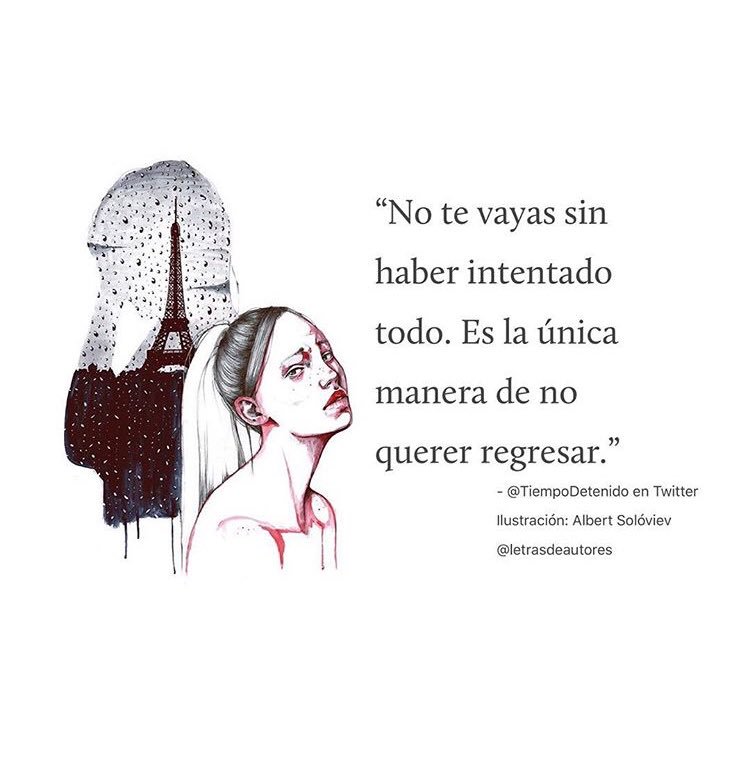 “No te vayas sin
haber intentado
todo. Es la única
manera de no
querer regresar.”
- @TiempoDetenido en Twitter
Ilustración: Albert Solóviev
@letrasdeautores